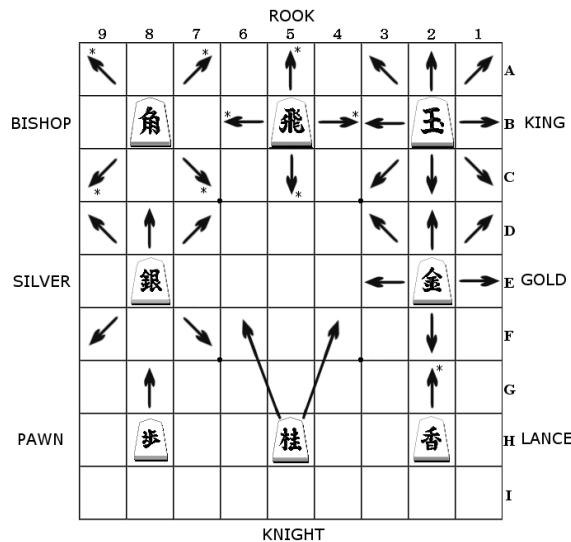 ROOK
9 8 7 6 5 4 3 2 1
* * * A
BISHOP 角 * 飛 * 玉 B KING
* * * C
D
SILVER 銀 金 E GOLD
F
* G
PAWN 歩 桂 香 H LANCE
I
KNIGHT